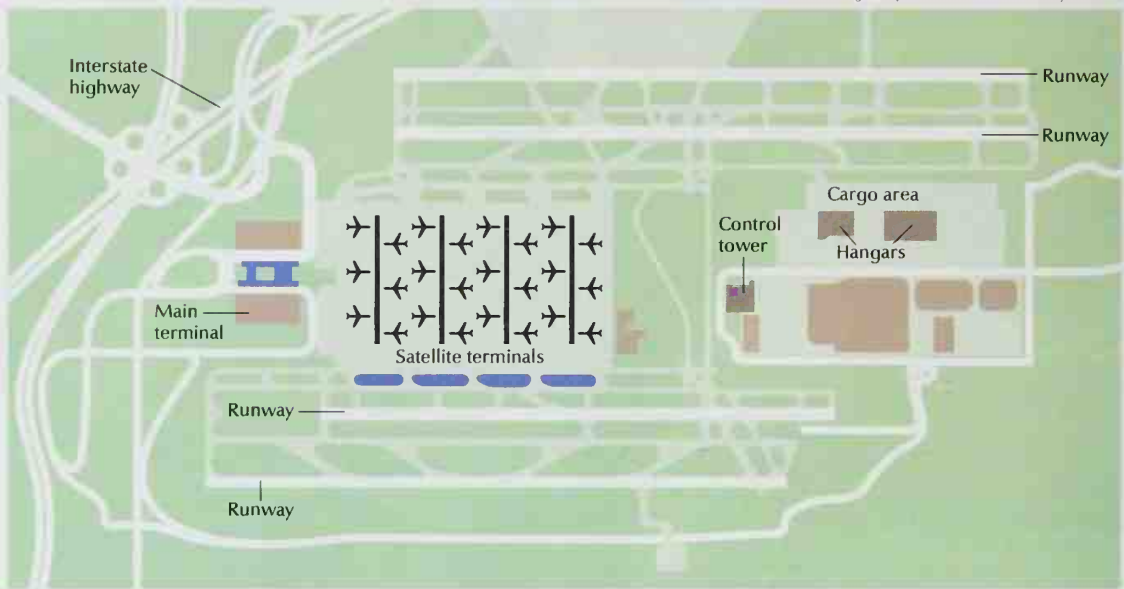 Interstate
highway
Runway
Runway
Cargo area
Control
tower
Hangars
Main
terminal
Satellite terminals
Runway
Runway